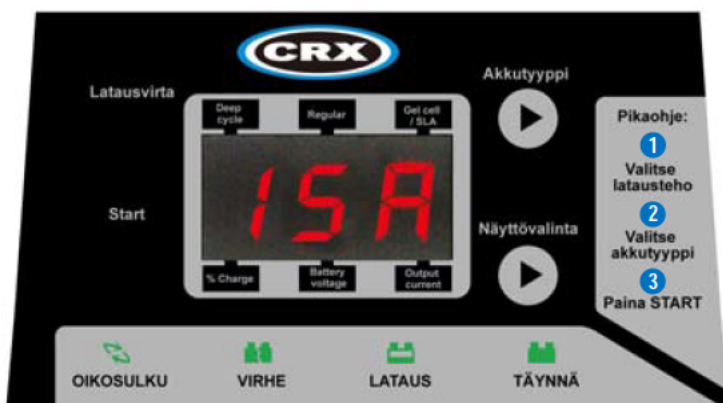 CRX
Latausvirta
Akkutyyppi
Deep
cycle
Regular
Gel cell
/ SLA
Pikaohje:
1
Valitse
latausteho
Start
15A
Näyttövalinta
2
Valitse
akkutyyppi
% Charge
Battery
voltage
Output
current
3
Paina START
OIKOSULKU
VIRHE
LATAUS
TÄYNNÄ